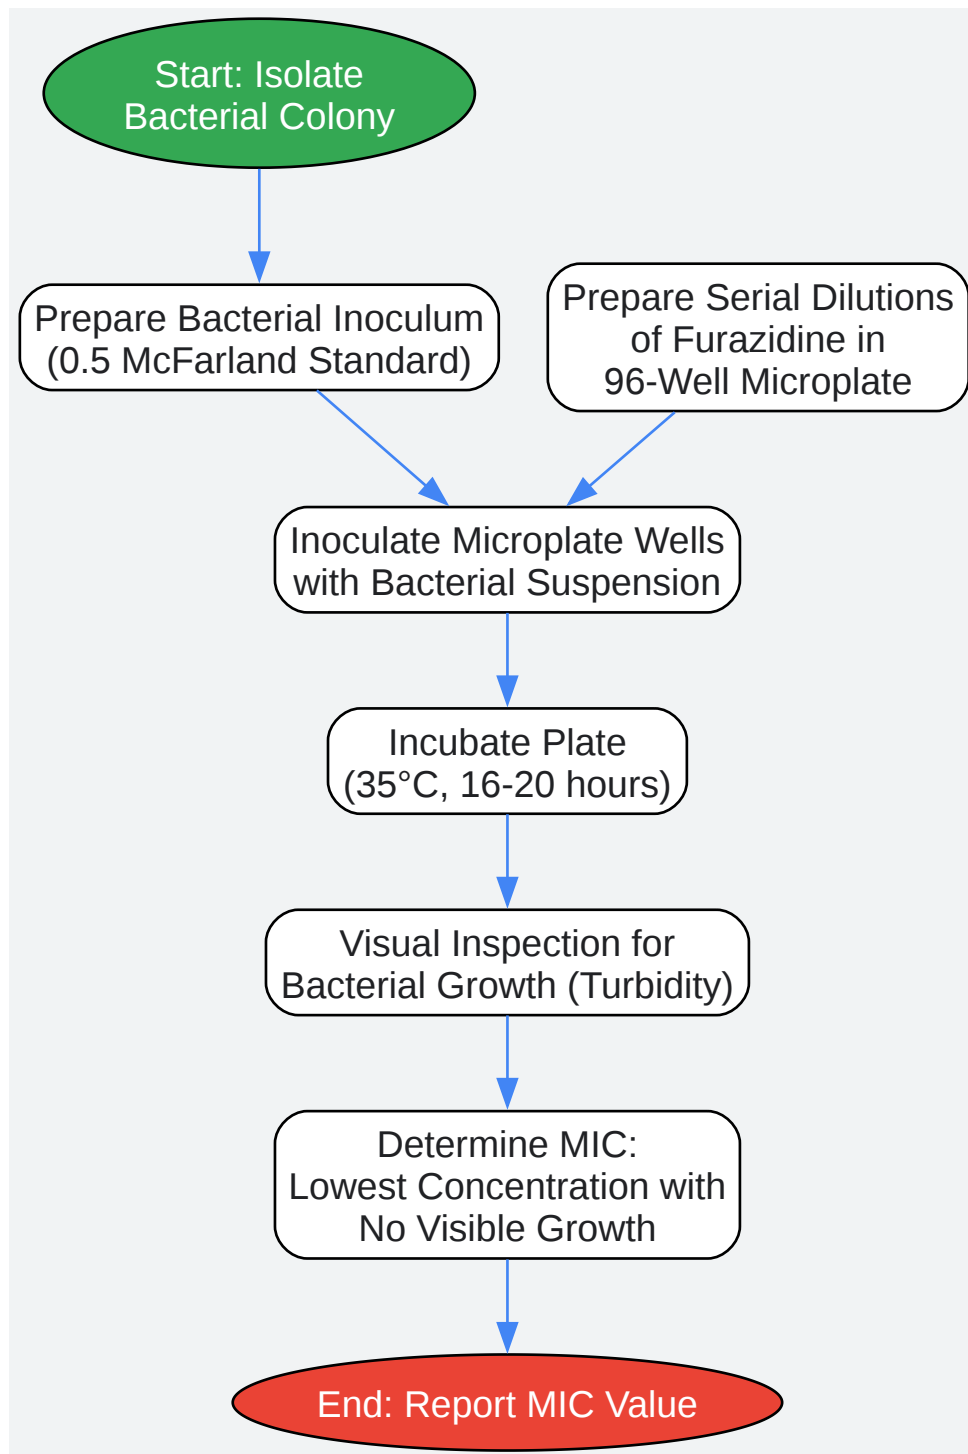 Start: Isolate
Bacterial Colony
Prepare Bacterial Inoculum
(0.5 McFarland Standard)
Prepare Serial Dilutions
of Furazidine in
96-Well Microplate
Inoculate Microplate Wells
with Bacterial Suspension
Incubate Plate
(35°C, 16-20 hours)
Visual Inspection for
Bacterial Growth (Turbidity)
Determine MIC:
Lowest Concentration with
No Visible Growth
End: Report MIC Value